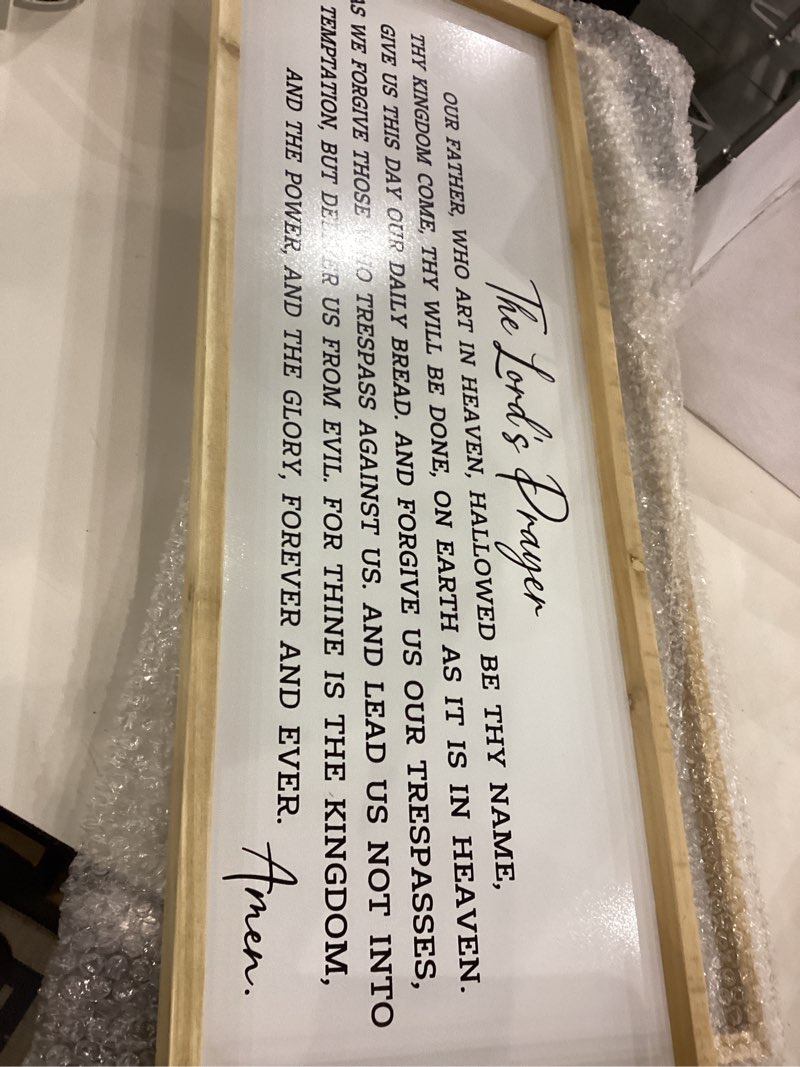 The Lord's Prayer
OUR FATHER, WHO ART IN HEAVEN, HALLOWED BE THY NAME,
THY KINGDOM COME, THY WILL BE DONE, ON EARTH AS IT IS IN HEAVEN.
GIVE US THIS DAY OUR DAILY BREAD. AND FORGIVE US OUR TRESPASSES,
AS WE FORGIVE THOSE WHO TRESPASS AGAINST US. AND LEAD US NOT INTO
TEMPTATION, BUT DELIVER US FROM EVIL. FOR THINE IS THE KINGDOM,
AND THE POWER, AND THE GLORY, FOREVER AND EVER. Amen.